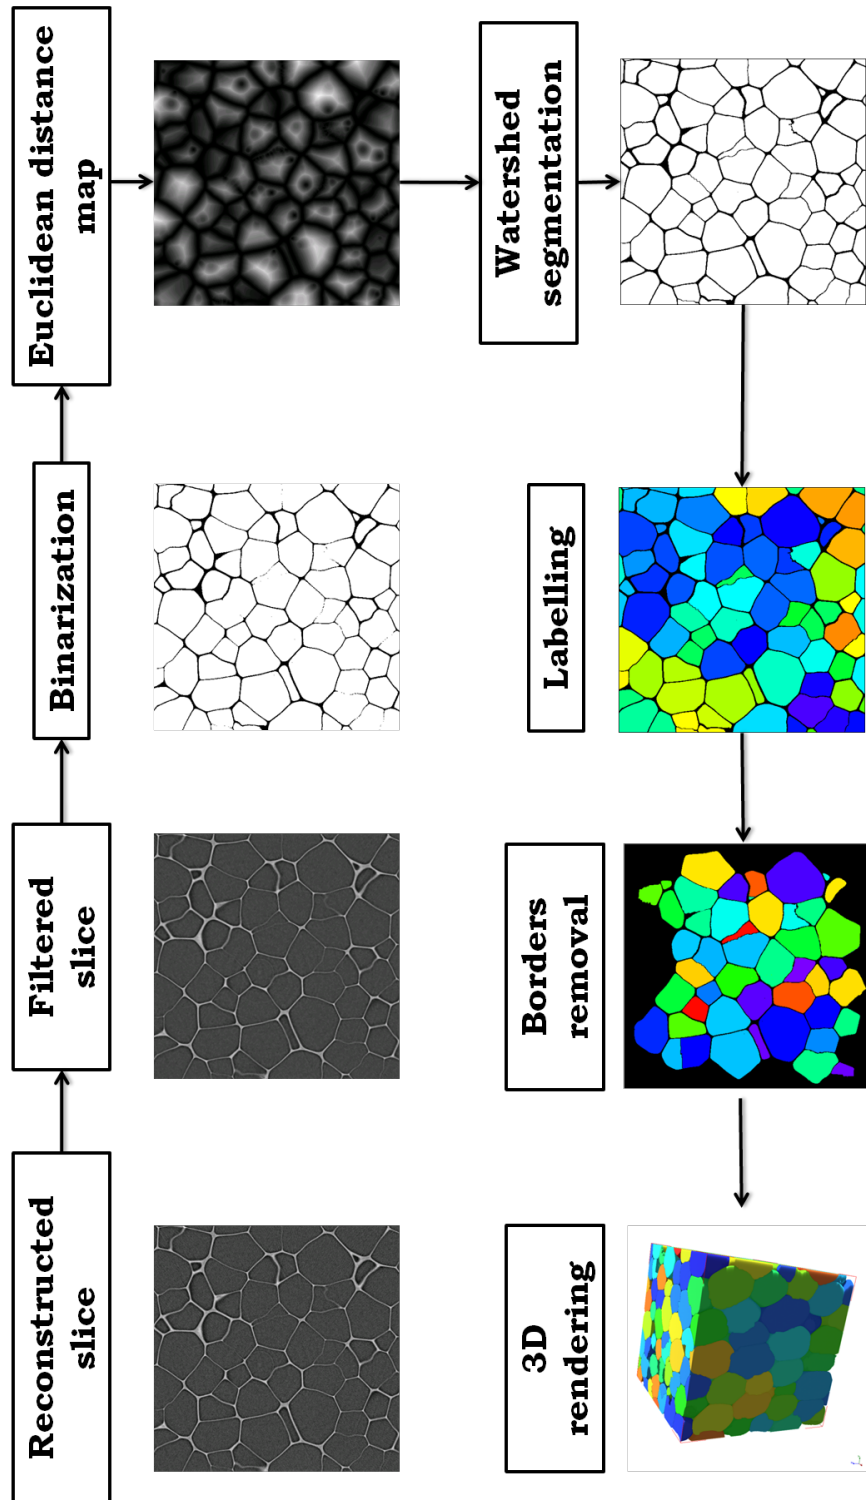 Reconstructed
slice
Filtered
slice
Binarization
Euclidean distance
map
Watershed
segmentation
Labelling
Borders
removal
3D
rendering